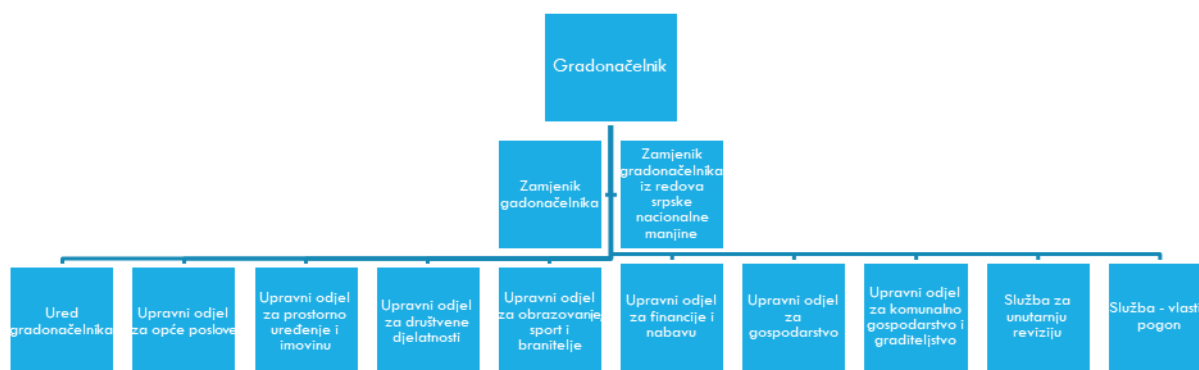 Gradonačelnik
Zamjenik
gadonačelnika
Zamjenik
gradonačelnika
iz redova
srpske
nacionalne
manjine
Ured
gradonačelnika
Upravni odjel
za opće poslove
Upravni odjel
za prostorno
uređenje i
imovinu
Upravni odjel
za društvene
djelatnosti
Upravni odjel
za obrazovanje,
sport i
branitelje
Upravni odjel
za financije i
nabavu
Upravni odjel
za
gospodarstvo
Upravni odjel
za komunalno
gospodarstvo i
graditeljstvo
Služba za
unutarnju
reviziju
Služba - vlastiti
pogon